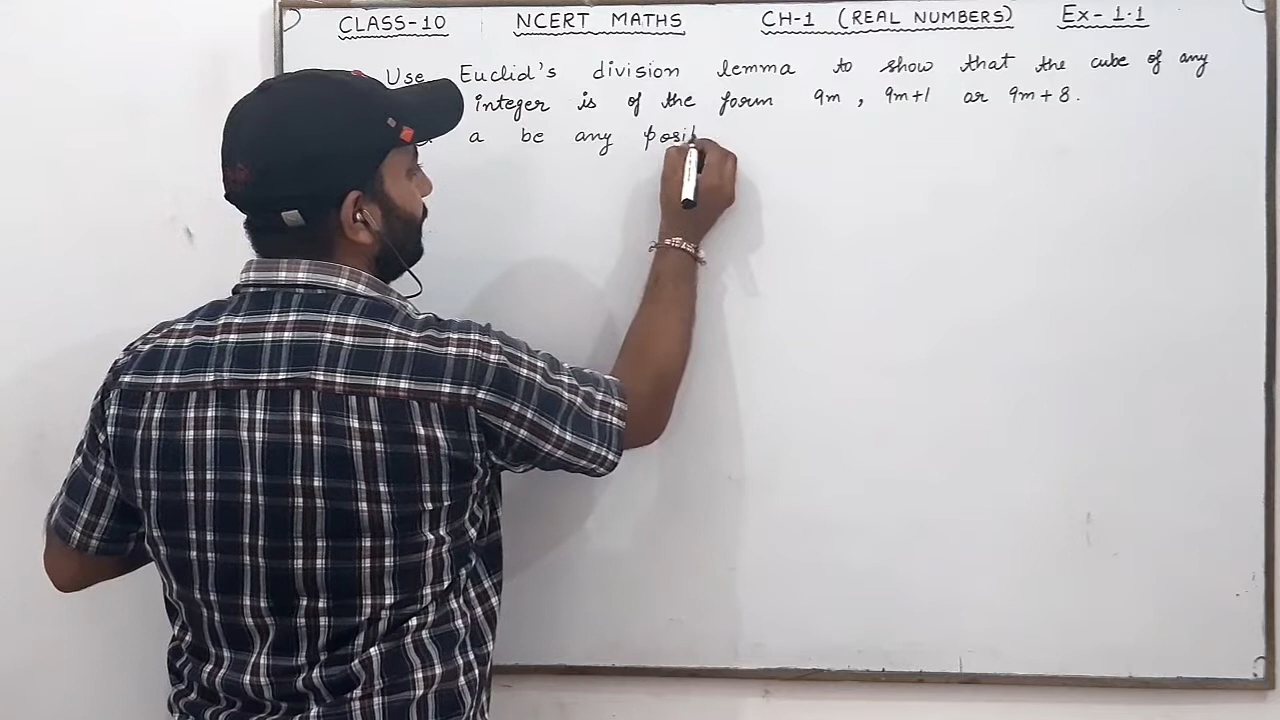 CLASS-10 NCERT MATHS CH-1 (REAL NUMBERS) Ex-1.1
Use Euclid's division lemma to show that the cube of any
integer is of the form 9m, 9m+1 or 9m+8.
a be any posit